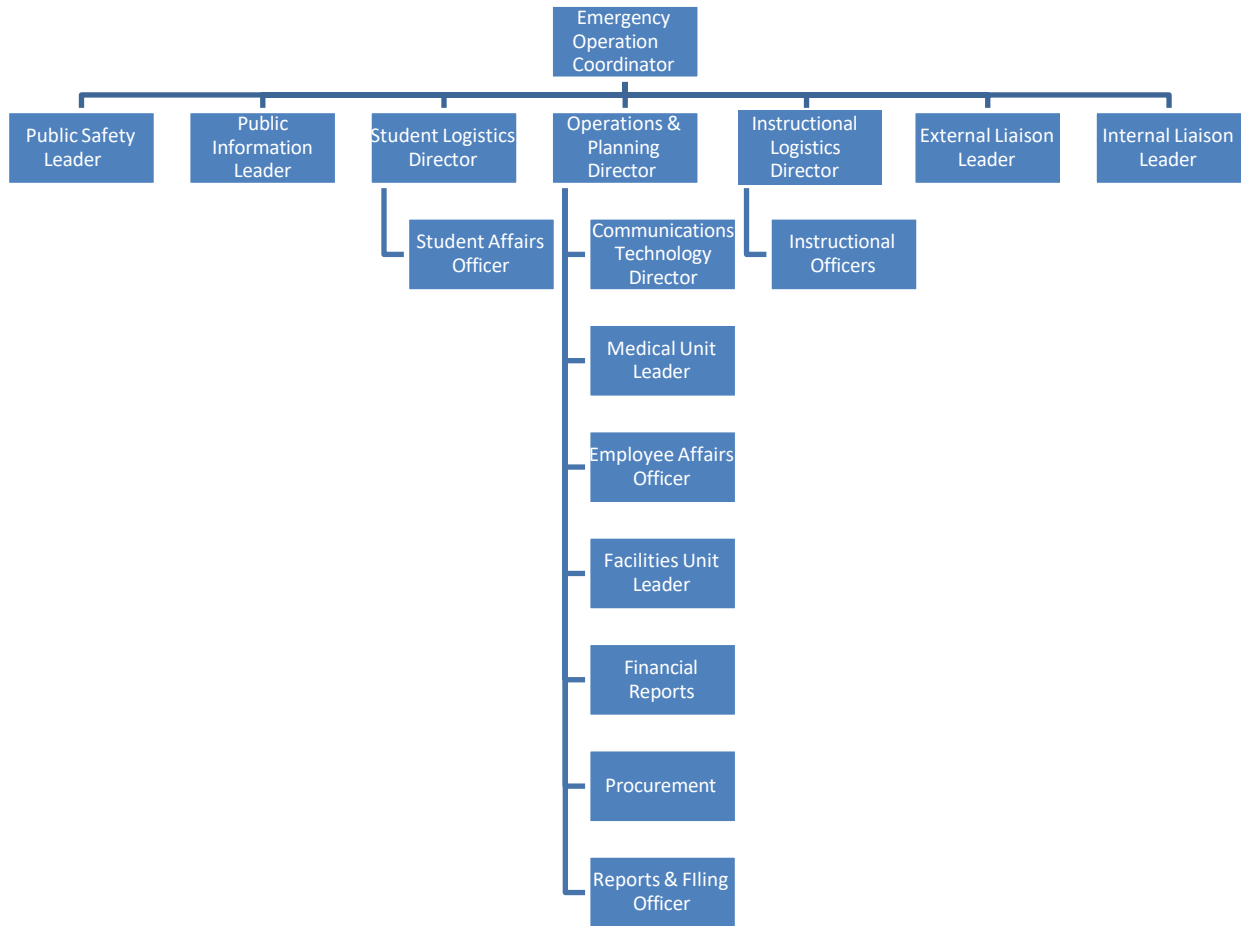 Emergency
Operation
Coordinator
Public Safety
Leader
Public
Information
Leader
Student Logistics
Director
Operations &
Planning
Director
Instructional
Logistics
Director
External Liaison
Leader
Internal Liaison
Leader
Student Affairs
Officer
Communications
Technology
Director
Instructional
Officers
Medical Unit
Leader
Employee Affairs
Officer
Facilities Unit
Leader
Financial
Reports
Procurement
Reports & FIling
Officer